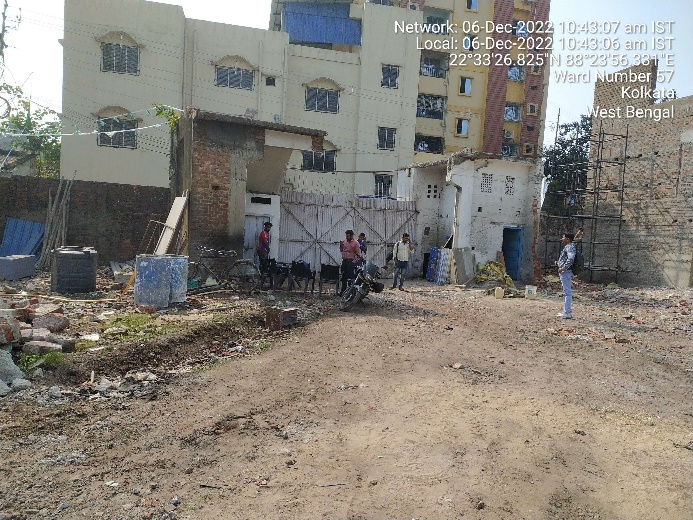 Network: 06-Dec-2022 10:43:07 am IST
Local: 06-Dec-2022 10:43:06 am IST
22°33'26.825"N 88°23'56.381"E
Ward Number 57
Kolkata
West Bengal